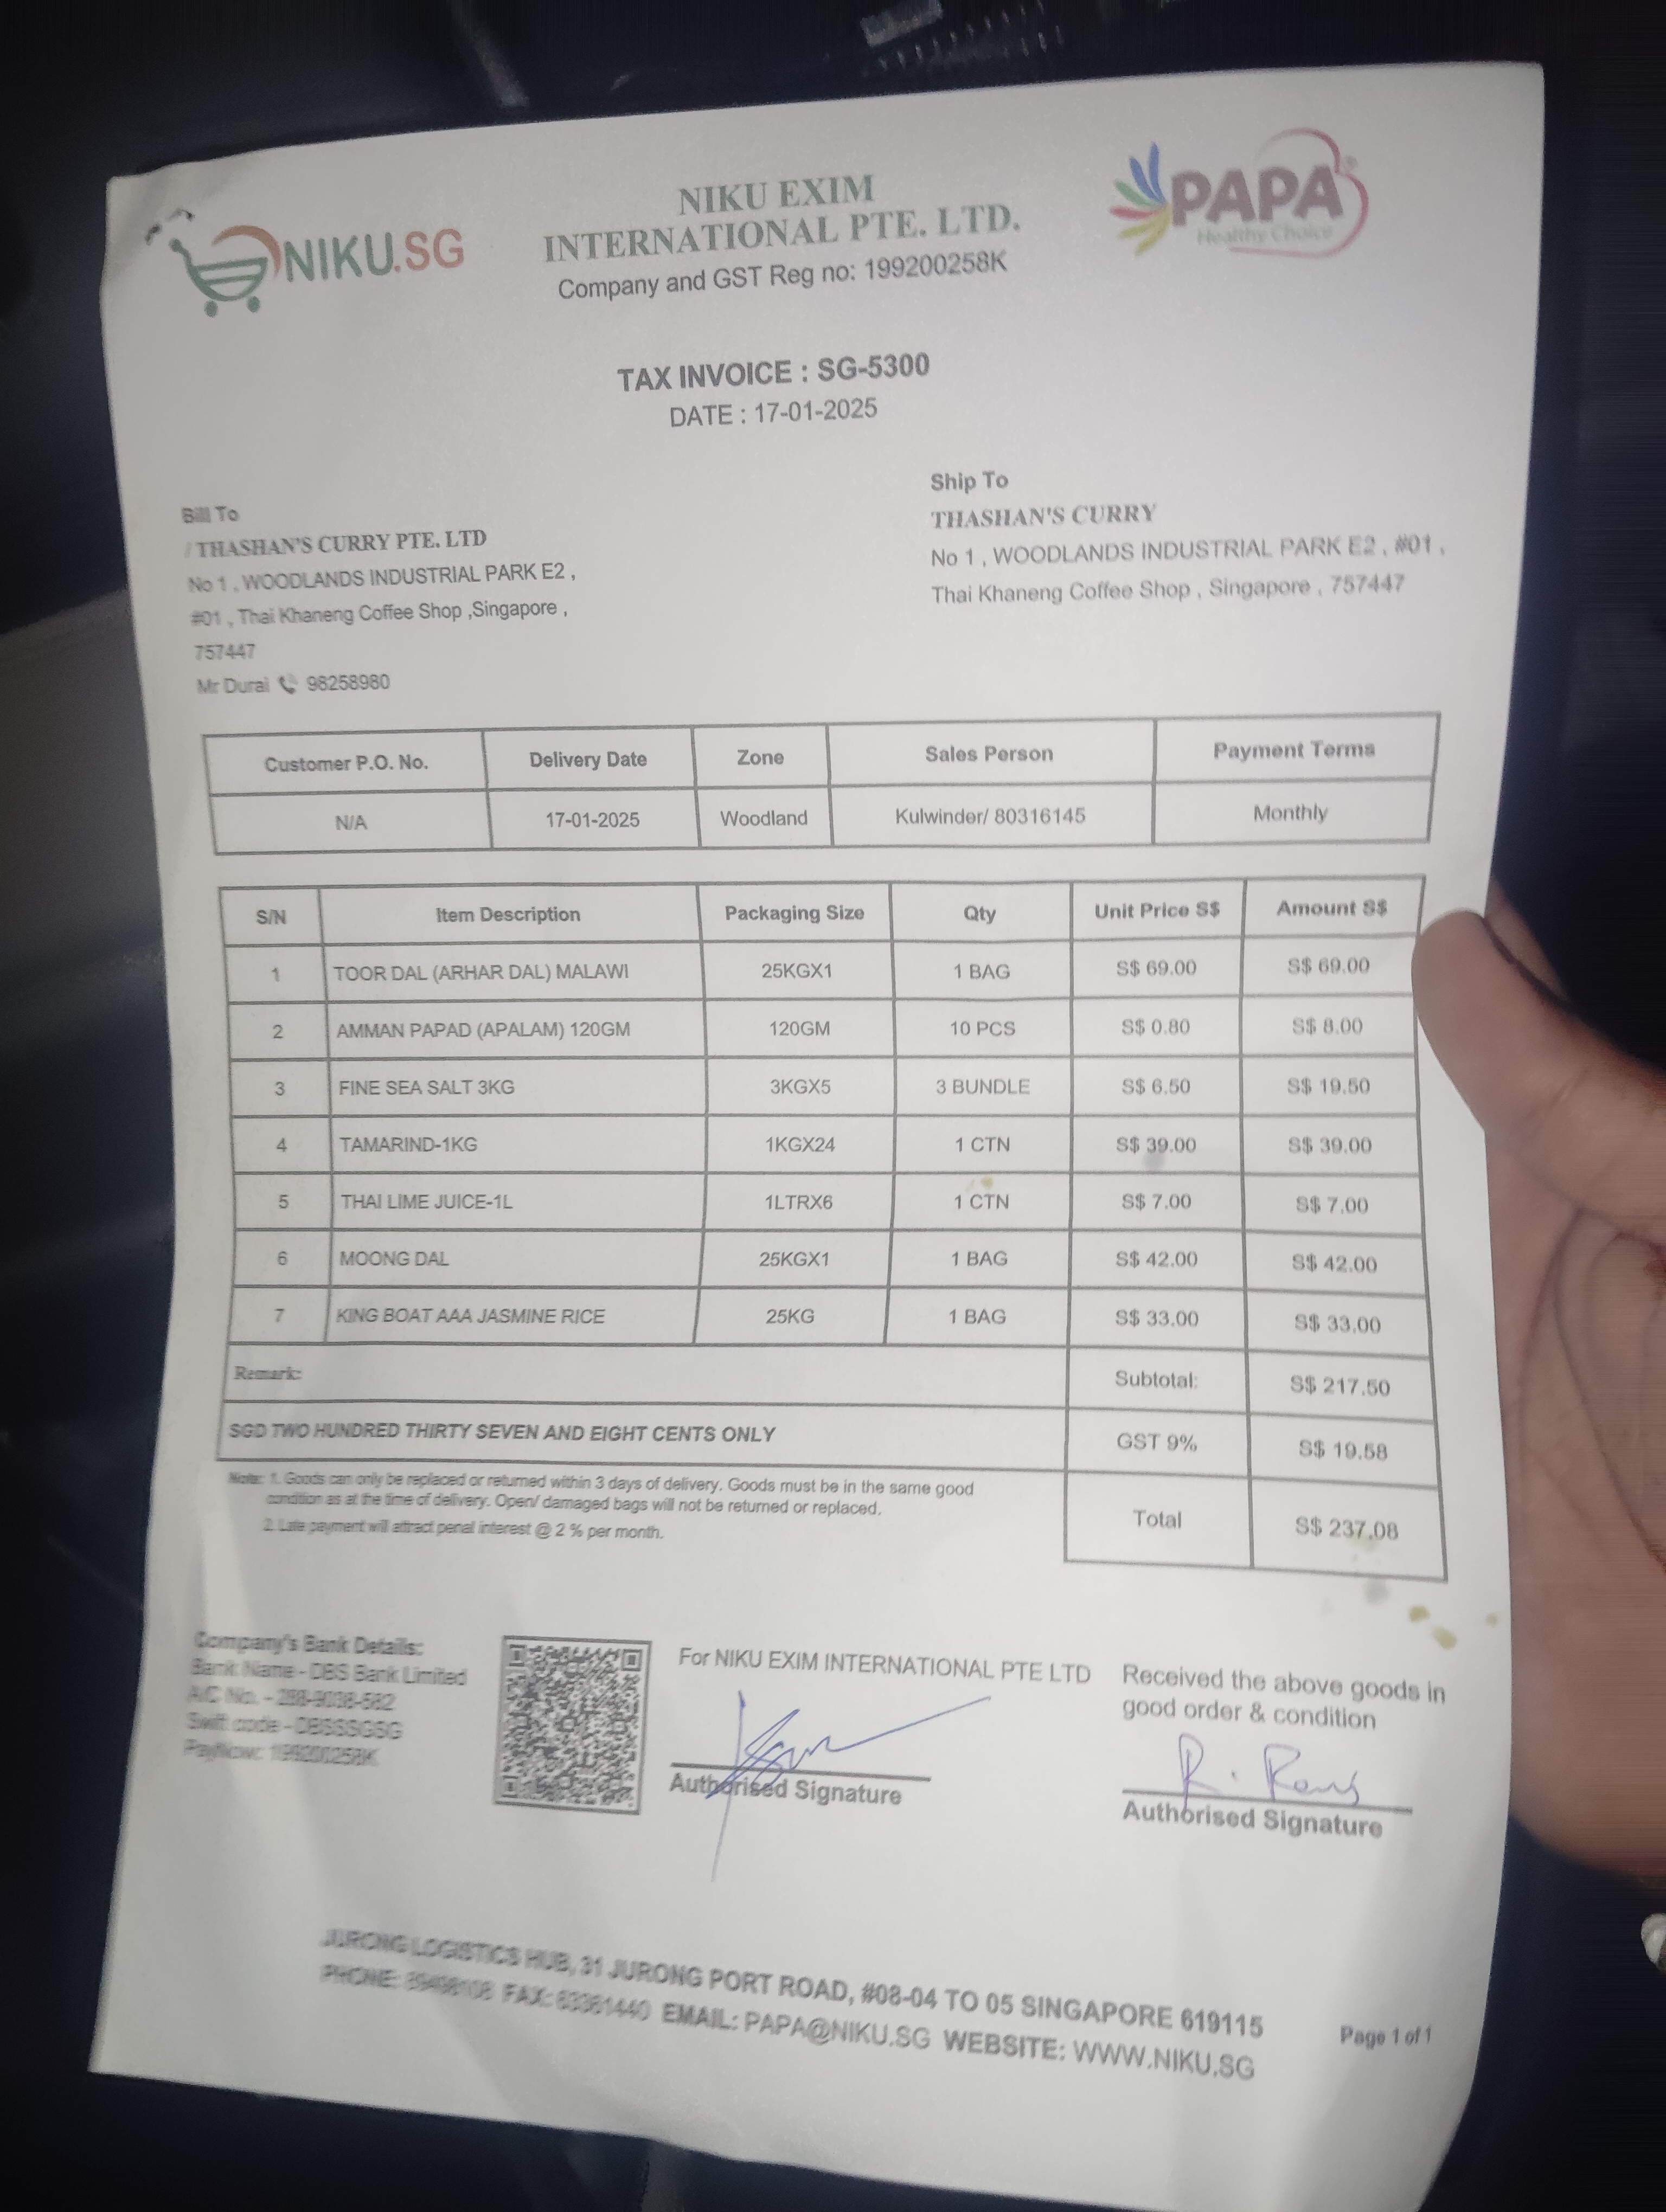 NIKU.SG
NIKU EXIM
INTERNATIONAL PTE. LTD.
Company and GST Reg no: 199200258K
PAPA
Healthy Choice
TAX INVOICE : SG-5300
DATE : 17-01-2025
Bill To
/ THASHAN'S CURRY PTE. LTD
No 1 , WOODLANDS INDUSTRIAL PARK E2 ,
#01 , Thai Khaneng Coffee Shop ,Singapore ,
757447
Mr Durai 98258980
Ship To
THASHAN'S CURRY
No 1 , WOODLANDS INDUSTRIAL PARK E2 , #01 ,
Thai Khaneng Coffee Shop , Singapore , 757447
Customer P.O. No. Delivery Date Zone Sales Person Payment Terms
N/A 17-01-2025 Woodland Kulwinder/ 80316145 Monthly
S/N Item Description Packaging Size Qty Unit Price S$ Amount S$
1 TOOR DAL (ARHAR DAL) MALAWI 25KGX1 1 BAG S$ 69.00 S$ 69.00
2 AMMAN PAPAD (APALAM) 120GM 120GM 10 PCS S$ 0.80 S$ 8.00
3 FINE SEA SALT 3KG 3KGX5 3 BUNDLE S$ 6.50 S$ 19.50
4 TAMARIND-1KG 1KGX24 1 CTN S$ 39.00 S$ 39.00
5 THAI LIME JUICE-1L 1LTRX6 1 CTN S$ 7.00 S$ 7.00
6 MOONG DAL 25KGX1 1 BAG S$ 42.00 S$ 42.00
7 KING BOAT AAA JASMINE RICE 25KG 1 BAG S$ 33.00 S$ 33.00
Remark: Subtotal: S$ 217.50
SGD TWO HUNDRED THIRTY SEVEN AND EIGHT CENTS ONLY GST 9% S$ 19.58
Note: 1. Goods can only be replaced or returned within 3 days of delivery. Goods must be in the same good
condition as at the time of delivery. Open/ damaged bags will not be returned or replaced.
2. Late payment will attract penal interest @ 2 % per month.
Total S$ 237.08
Company's Bank Details:
Bank Name - DBS Bank Limited
A/C No. -
Swift code - DBSSSGSG
PayNow: 199200258K
For NIKU EXIM INTERNATIONAL PTE LTD
Authorised Signature
Received the above goods in
good order & condition
R.
Authorised Signature
JURONG LOGISTICS HUB, 31 JURONG PORT ROAD, #08-04 TO 05 SINGAPORE 619115
PHONE: FAX: 63361440 EMAIL: PAPA@NIKU.SG WEBSITE: WWW.NIKU.SG
Page 1 of 1